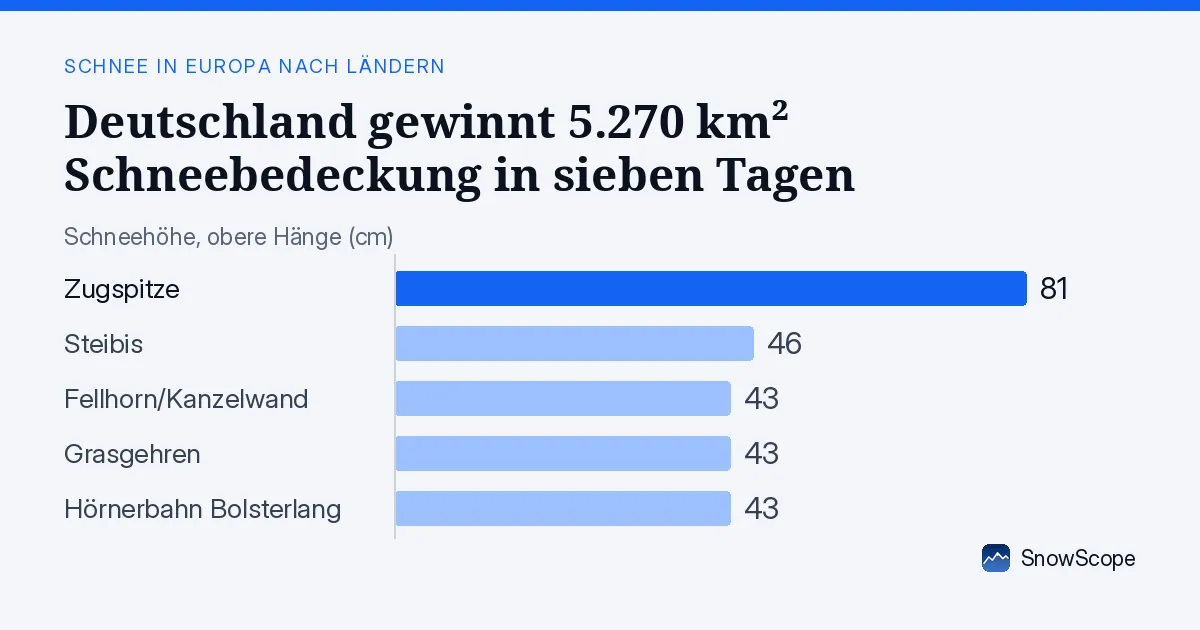 SCHNEE IN EUROPA NACH LÄNDERN
Deutschland gewinnt 5.270 km²
Schneebedeckung in sieben Tagen
Schneehöhe, obere Hänge (cm)
Zugspitze 81
Steibis 46
Fellhorn/Kanzelwand 43
Grasgehren 43
Hörnerbahn Bolsterlang 43
SnowScope